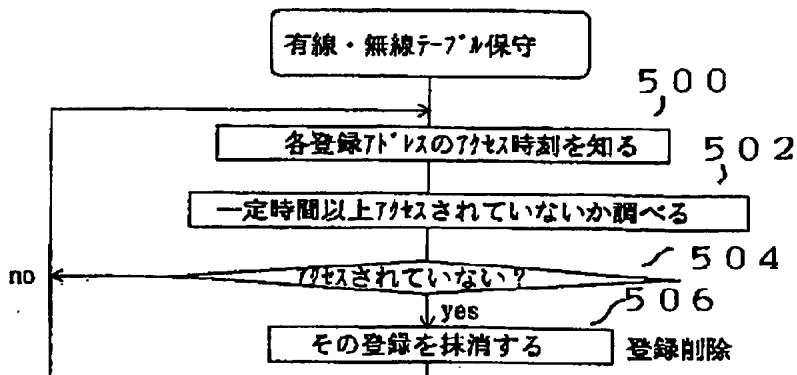 有線・無線ﾃｰﾌﾞﾙ保守
500
各登録ｱﾄﾞﾚｽのｱｸｾｽ時刻を知る
502
一定時間以上ｱｸｾｽされていないか調べる
504
no
ｱｸｾｽされていない?
yes
506
その登録を抹消する 登録削除